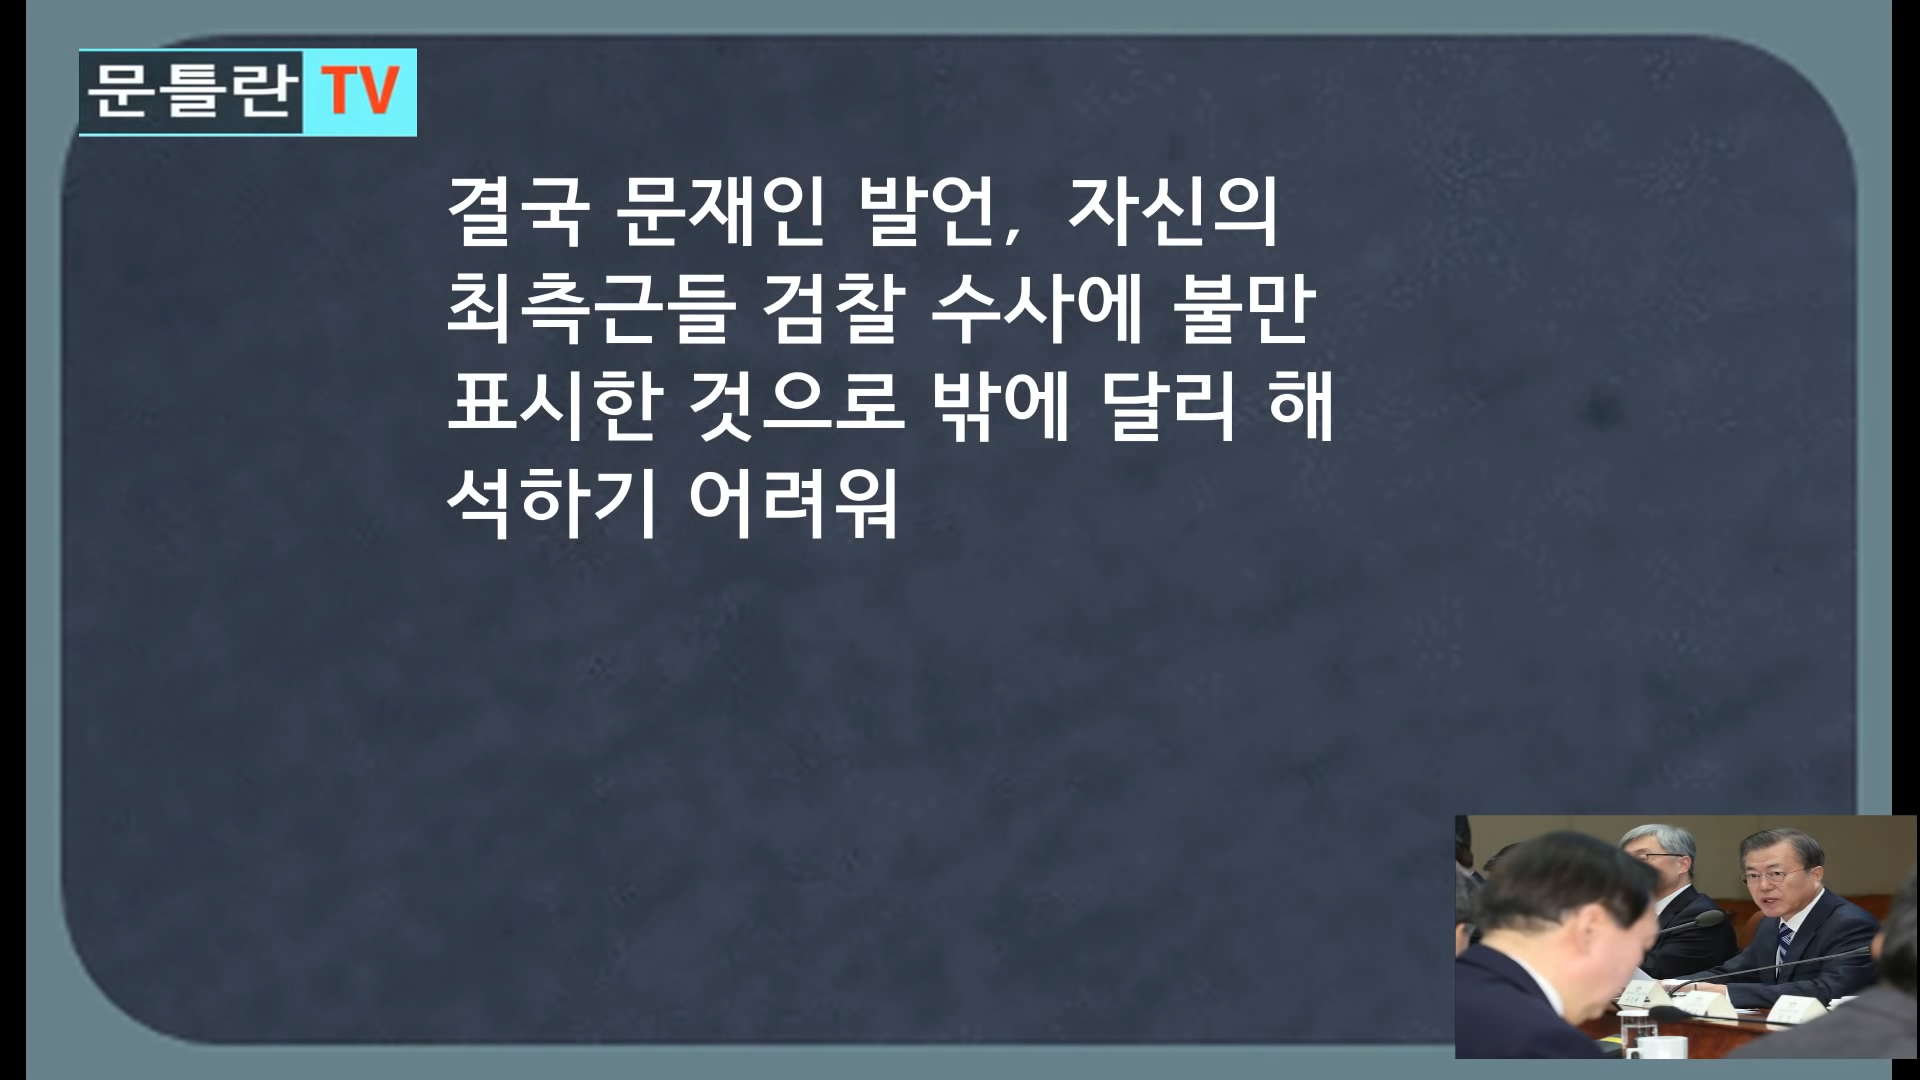 문틀란 TV
결국 문재인 발언, 자신의
최측근들 검찰 수사에 불만
표시한 것으로 밖에 달리 해
석하기 어려워